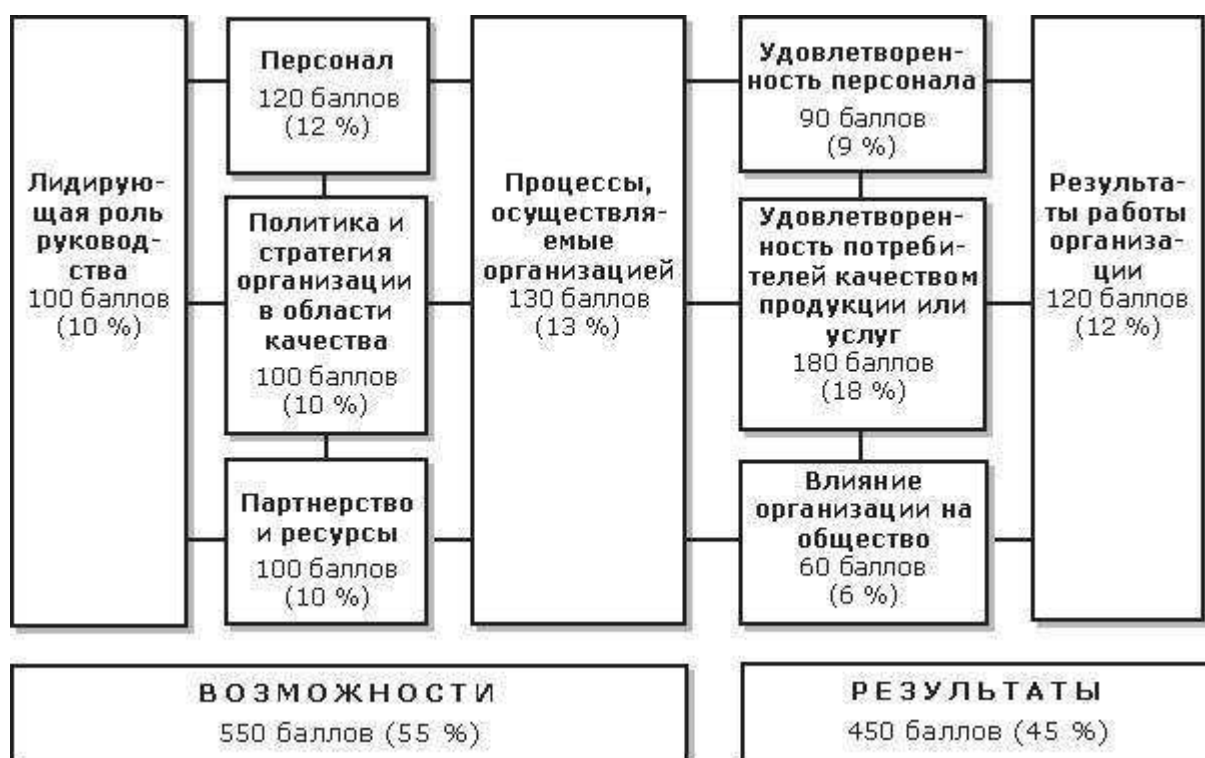 Лидирую-
щая роль
руковод-
ства
100 баллов
(10 %)
Персонал
120 баллов
(12 %)
Политика и
стратегия
организации
в области
качества
100 баллов
(10 %)
Партнерство
и ресурсы
100 баллов
(10 %)
Процессы,
осуществля-
емые
организацией
130 баллов
(13 %)
Удовлетворен-
ность персонала
90 баллов
(9 %)
Удовлетворен-
ность потреби-
телей качеством
продукции или
услуг
180 баллов
(18 %)
Влияние
организации на
общество
60 баллов
(6 %)
Результа-
ты работы
организа-
ции
120 баллов
(12 %)
ВОЗМОЖНОСТИ
550 баллов (55 %)
РЕЗУЛЬТАТЫ
450 баллов (45 %)